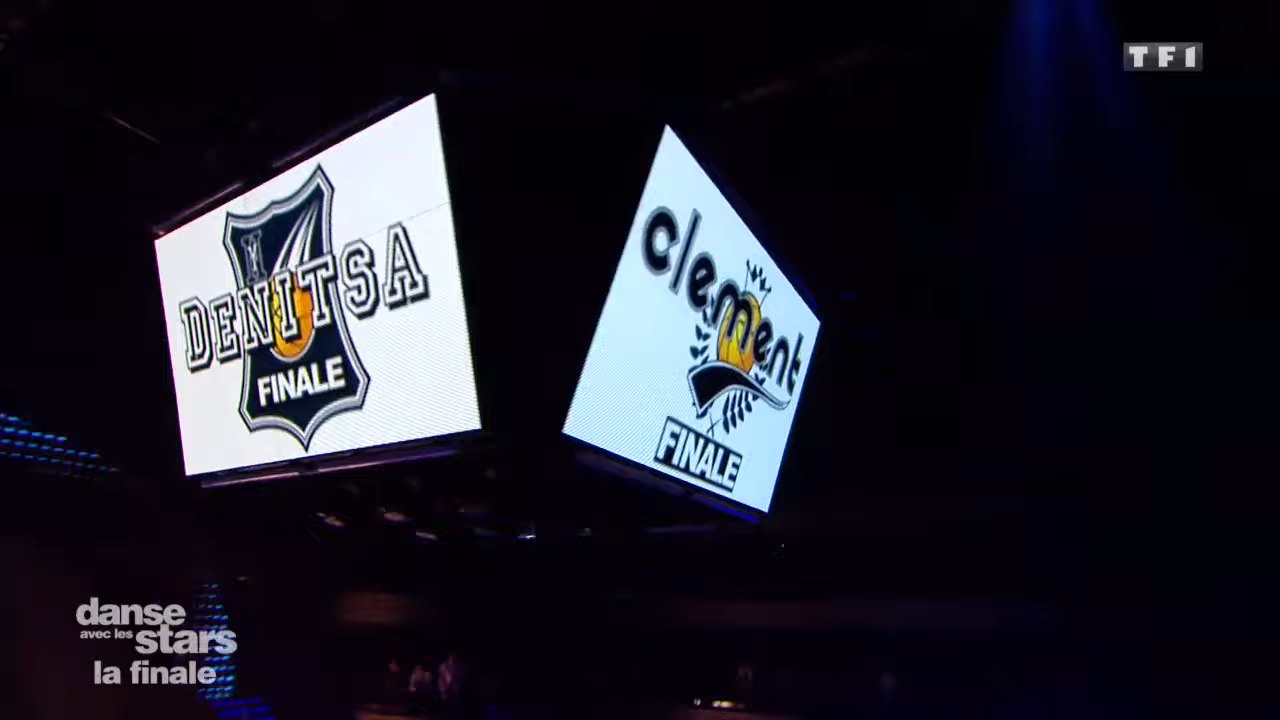 TF1
DENITSA
FINALE
clement
FINALE
danse
avec les stars
la finale